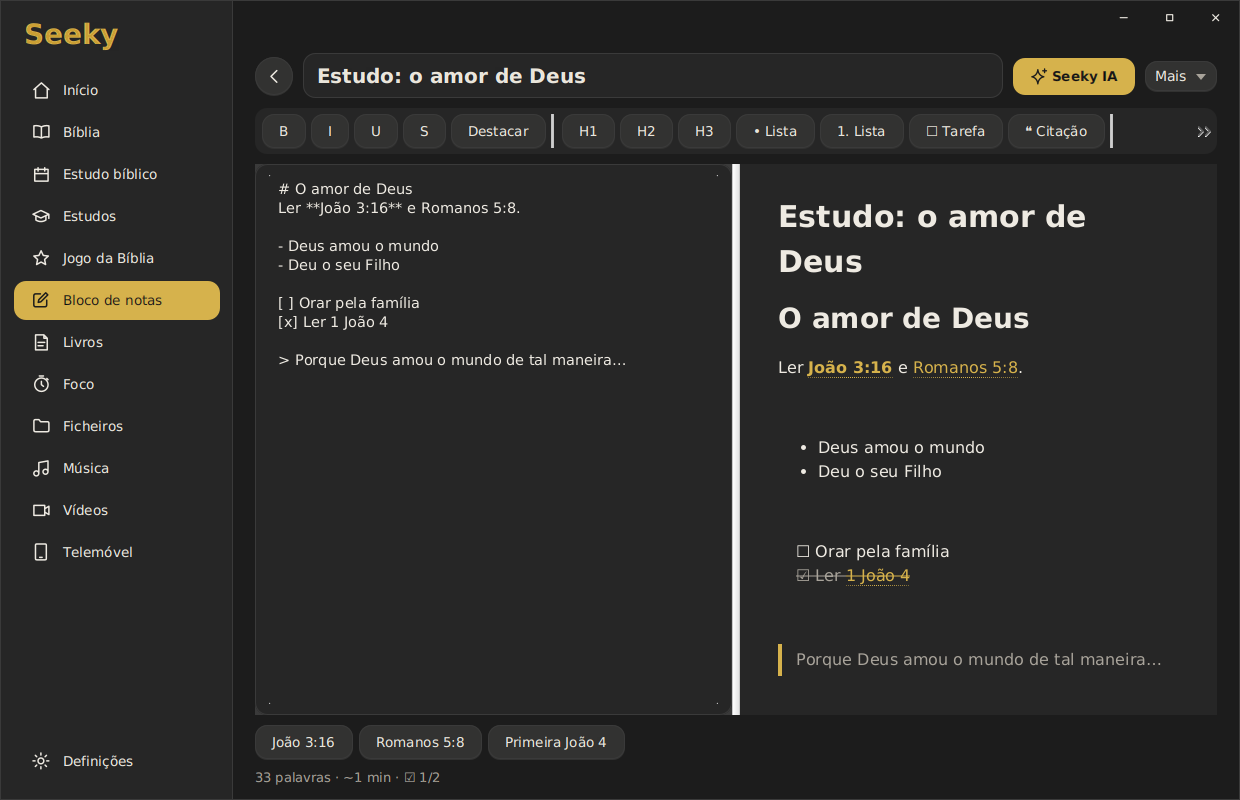 Seeky
Início
Bíblia
Estudo bíblico
Estudos
Jogo da Bíblia
Bloco de notas
Livros
Foco
Ficheiros
Música
Vídeos
Telemóvel
Definições
Estudo: o amor de Deus
Seeky IA
Mais
B I U S Destacar H1 H2 H3 • Lista 1. Lista ☐ Tarefa ❝ Citação
# O amor de Deus
Ler **João 3:16** e Romanos 5:8.
- Deus amou o mundo
- Deu o seu Filho
[ ] Orar pela família
[x] Ler 1 João 4
> Porque Deus amou o mundo de tal maneira…
Estudo: o amor de
Deus
O amor de Deus
Ler João 3:16 e Romanos 5:8.
• Deus amou o mundo
• Deu o seu Filho
☐ Orar pela família
☑ Ler 1 João 4
Porque Deus amou o mundo de tal maneira…
João 3:16 Romanos 5:8 Primeira João 4
33 palavras · ~1 min · ☑ 1/2